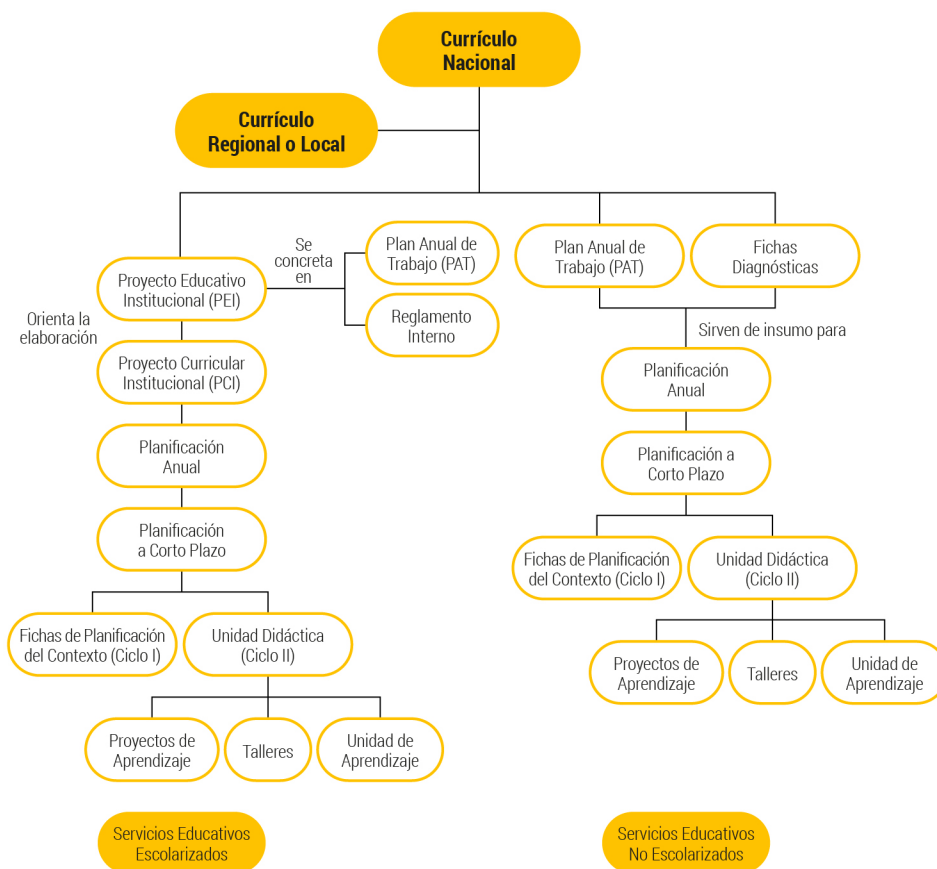 Currículo
Nacional
Currículo
Regional o Local
Proyecto Educativo
Institucional (PEI)
Se
concreta
en
Plan Anual de
Trabajo (PAT)
Reglamento
Interno
Orienta la
elaboración
Proyecto Curricular
Institucional (PCI)
Planificación
Anual
Planificación
a Corto Plazo
Fichas de Planificación
del Contexto (Ciclo I)
Unidad Didáctica
(Ciclo II)
Proyectos de
Aprendizaje
Talleres
Unidad de
Aprendizaje
Servicios Educativos
Escolarizados
Plan Anual de
Trabajo (PAT)
Fichas
Diagnósticas
Sirven de insumo para
Planificación
Anual
Planificación a
Corto Plazo
Fichas de Planificación
del Contexto (Ciclo I)
Unidad Didáctica
(Ciclo II)
Proyectos de
Aprendizaje
Talleres
Unidad de
Aprendizaje
Servicios Educativos
No Escolarizados